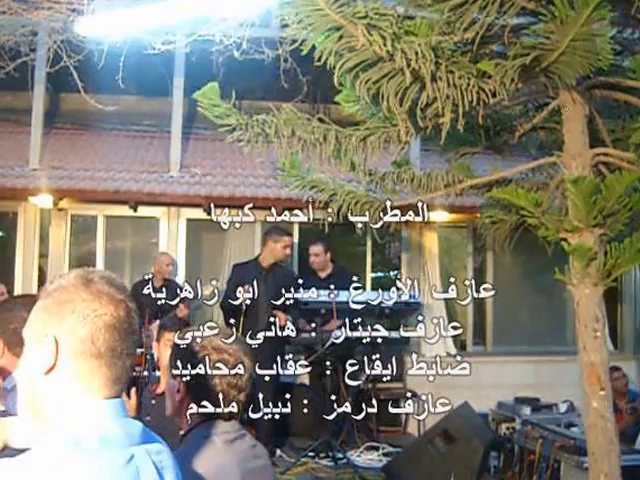 المطرب : أحمد كبها
عازف الأورغ : منير ابو زاهرية
عازف جيتار : هاني زعبي
ضابط ايقاع : عقاب محاميد
عازف درمز : نبيل ملحم